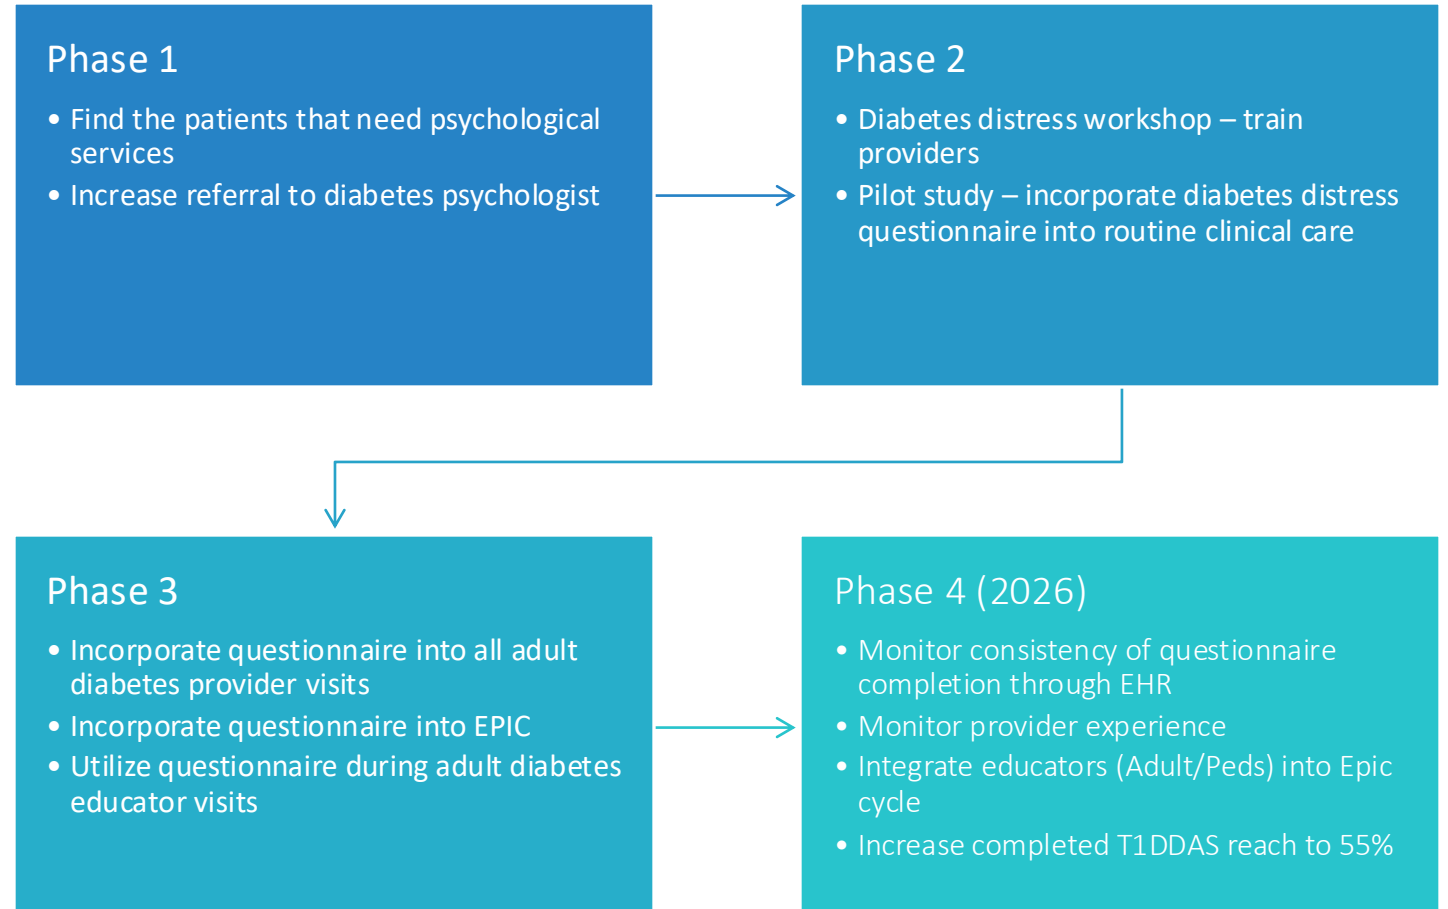 Phase 1
• Find the patients that need psychological
services
• Increase referral to diabetes psychologist
Phase 2
• Diabetes distress workshop – train
providers
• Pilot study – incorporate diabetes distress
questionnaire into routine clinical care
Phase 3
• Incorporate questionnaire into all adult
diabetes provider visits
• Incorporate questionnaire into EPIC
• Utilize questionnaire during adult diabetes
educator visits
Phase 4 (2026)
• Monitor consistency of questionnaire
completion through EHR
• Monitor provider experience
• Integrate educators (Adult/Peds) into Epic
cycle
• Increase completed T1DDAS reach to 55%